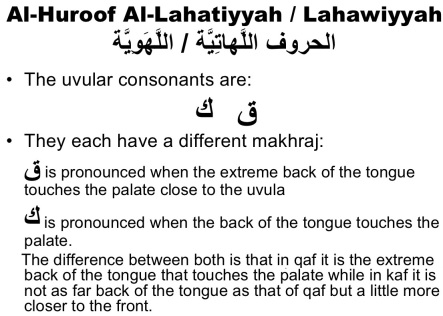 Al-Huroof Al-Lahatiyyah / Lahawiyyah
الحروف اللَّهاتِيَّة / اللَّهَوِيَّة
• The uvular consonants are:
ق ك
• They each have a different makhraj:
ق is pronounced when the extreme back of the tongue
touches the palate close to the uvula
ك is pronounced when the back of the tongue touches the
palate.
The difference between both is that in qaf it is the extreme
back of the tongue that touches the palate while in kaf it is
not as far back of the tongue as that of qaf but a little more
closer to the front.